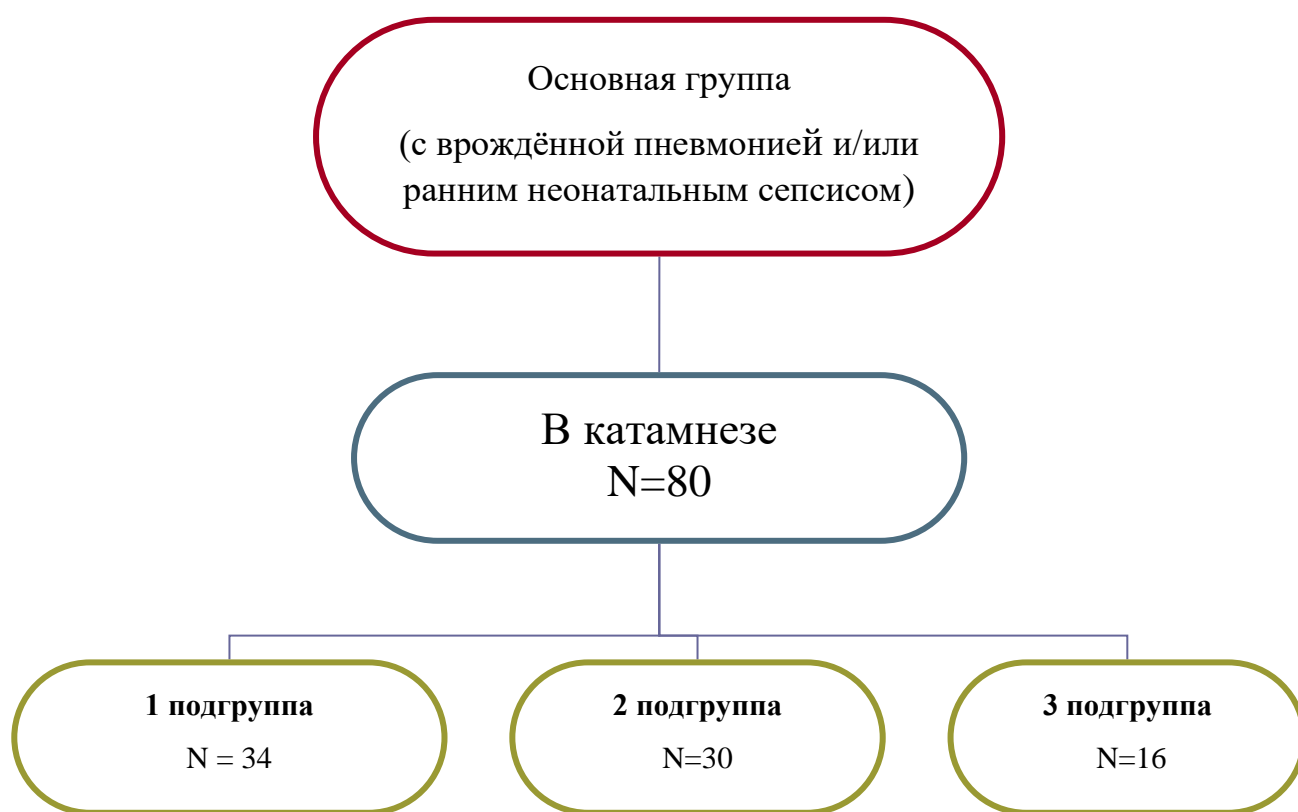 Основная группа
(с врождённой пневмонией и/или
ранним неонатальным сепсисом)
В катамнезе
N=80
1 подгруппа
N = 34
2 подгруппа
N=30
3 подгруппа
N=16